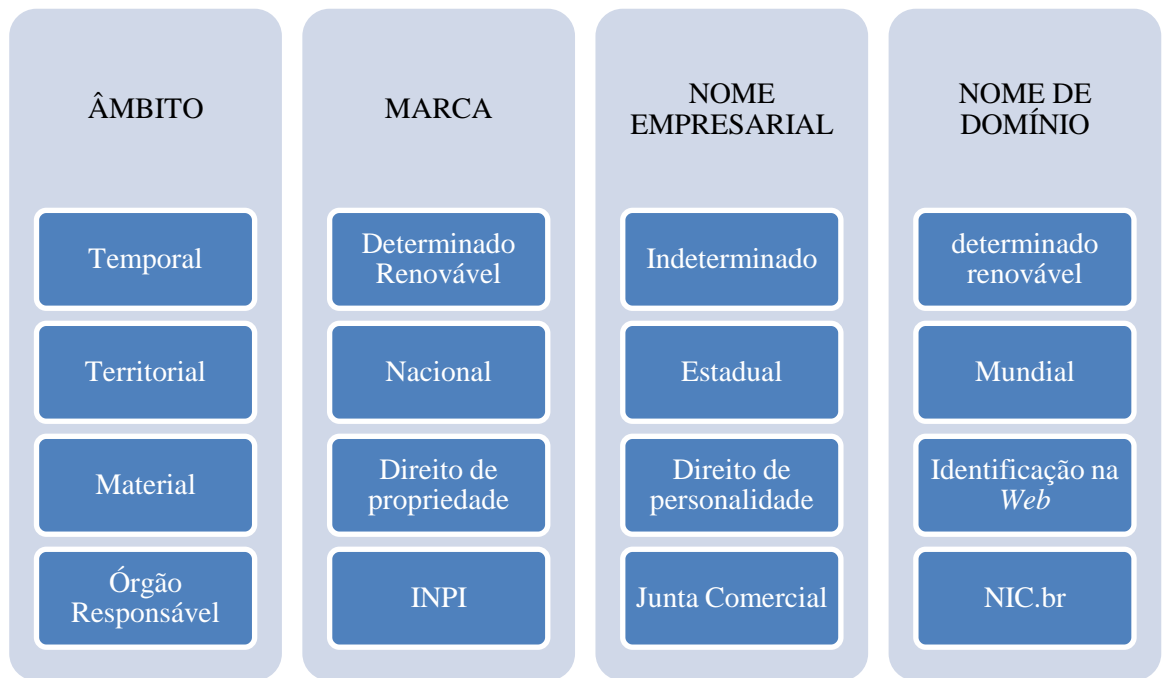 ÂMBITO
Temporal
Territorial
Material
Órgão
Responsável
MARCA
Determinado
Renovável
Nacional
Direito de
propriedade
INPI
NOME
EMPRESARIAL
Indeterminado
Estadual
Direito de
personalidade
Junta Comercial
NOME DE
DOMÍNIO
determinado
renovável
Mundial
Identificação na
Web
NIC.br